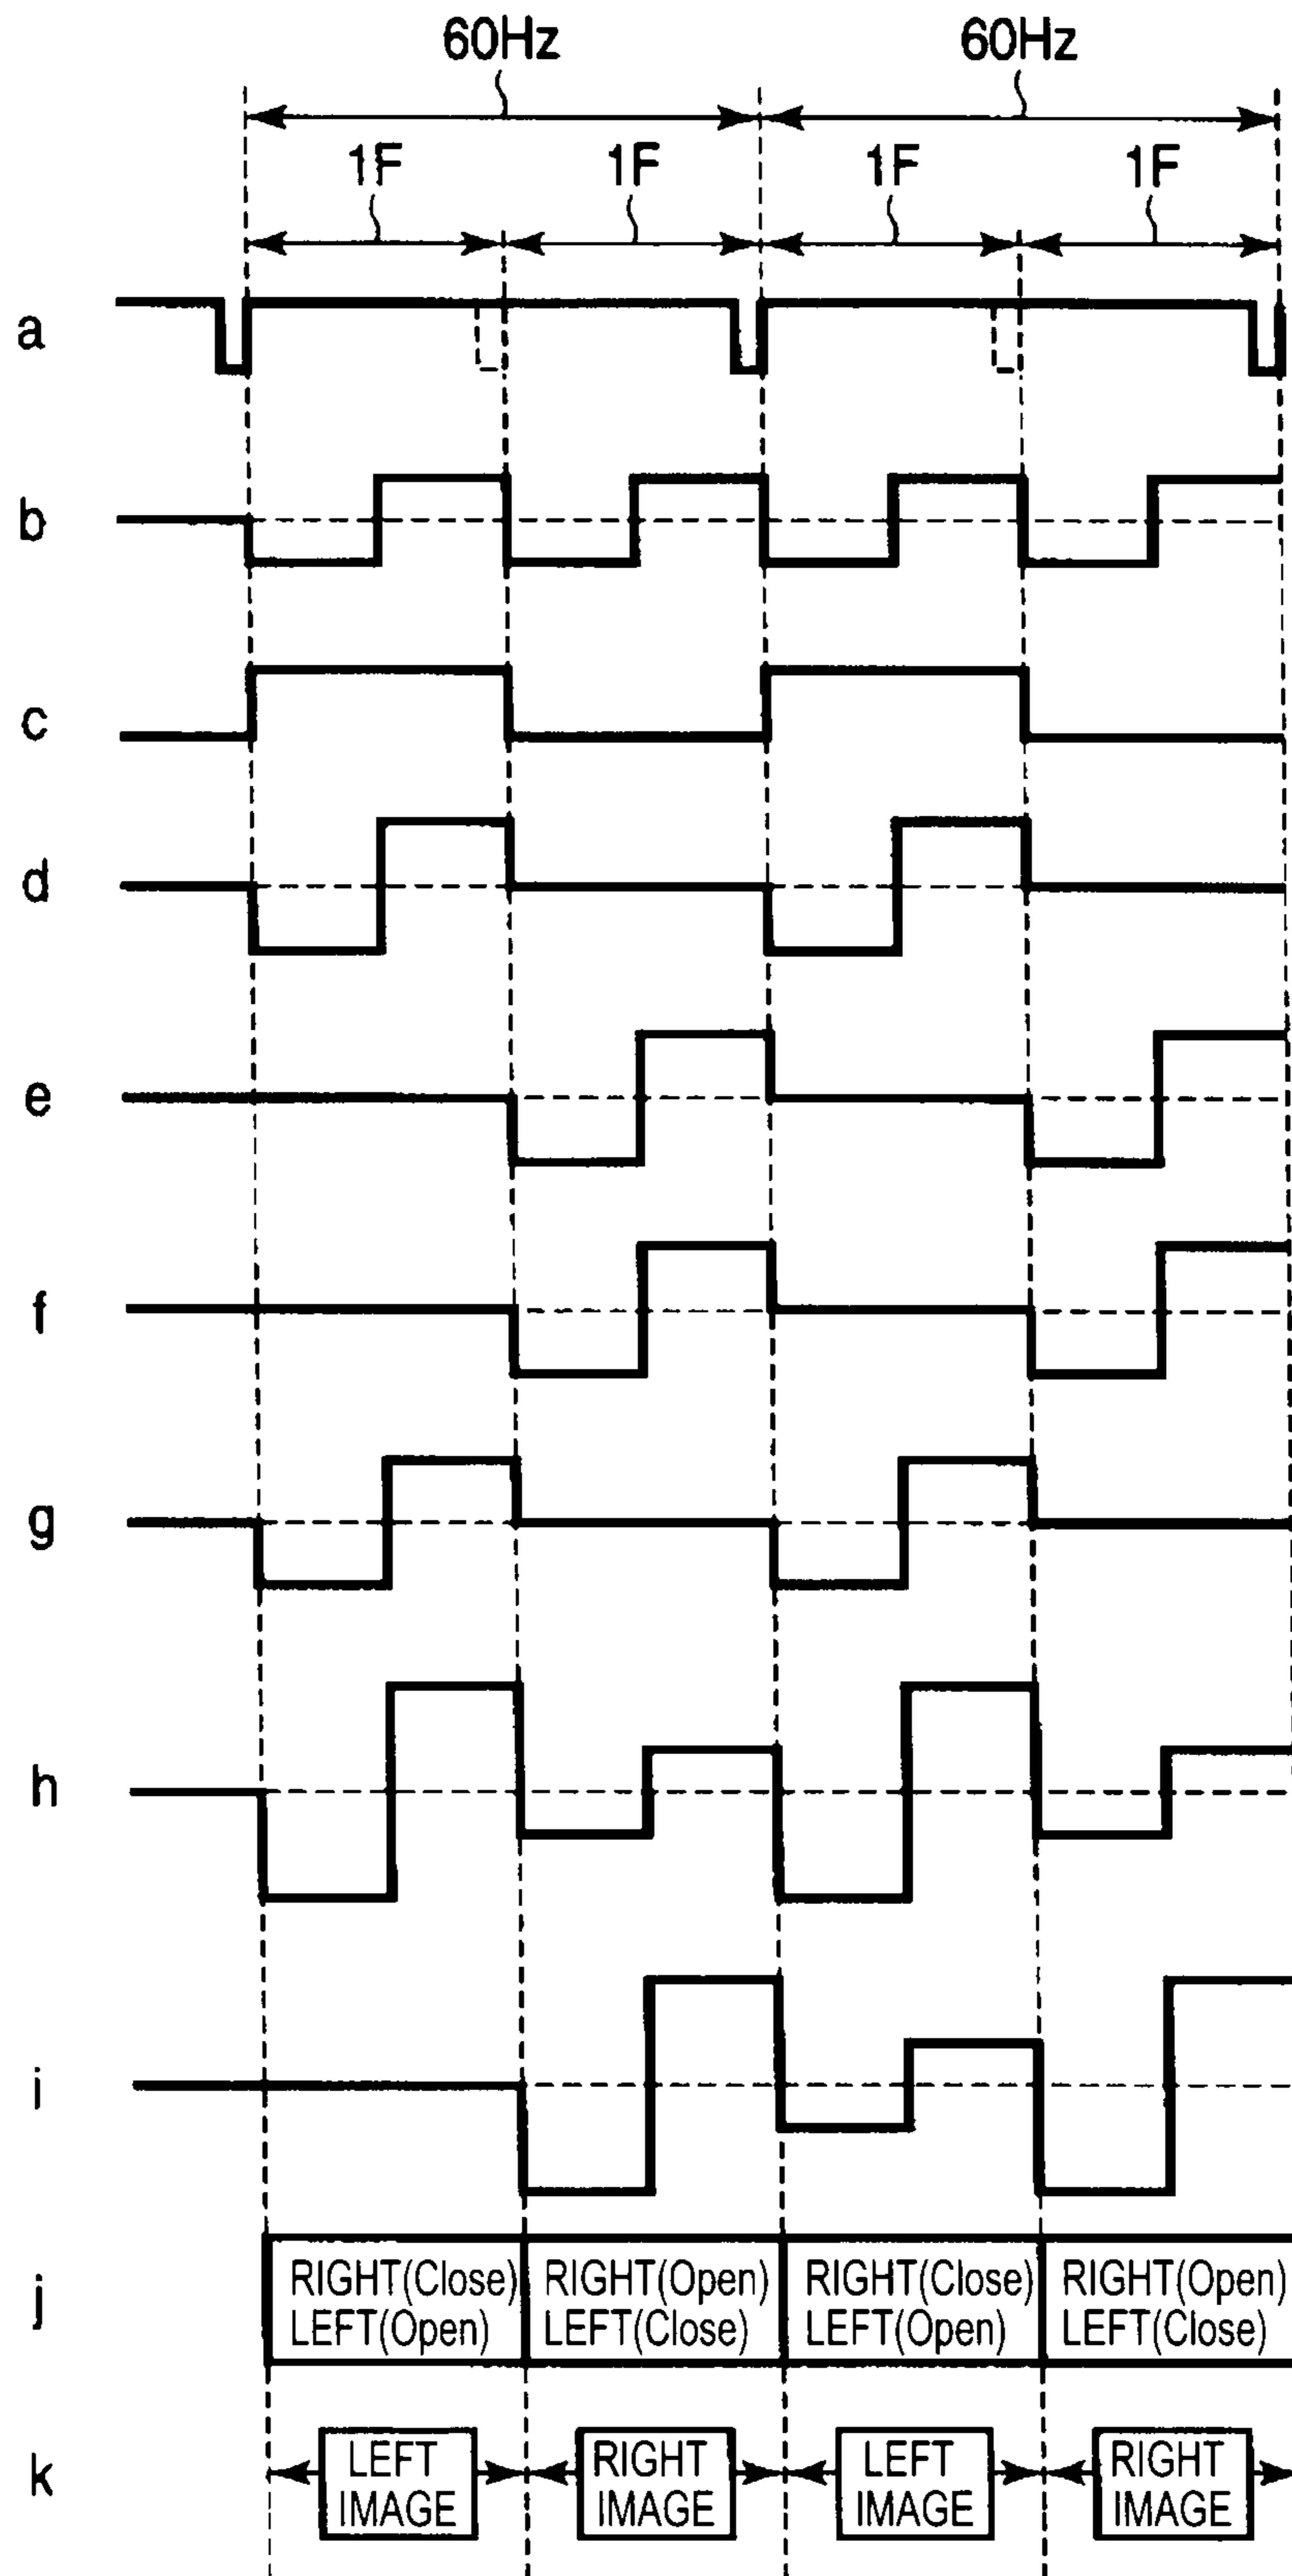 60Hz 60Hz
1F 1F 1F 1F
a
b
c
d
e
f
g
h
i
j
RIGHT(Close) RIGHT(Open) RIGHT(Close) RIGHT(Open)
LEFT(Open) LEFT(Close) LEFT(Open) LEFT(Close)
k
LEFT RIGHT LEFT RIGHT
IMAGE IMAGE IMAGE IMAGE